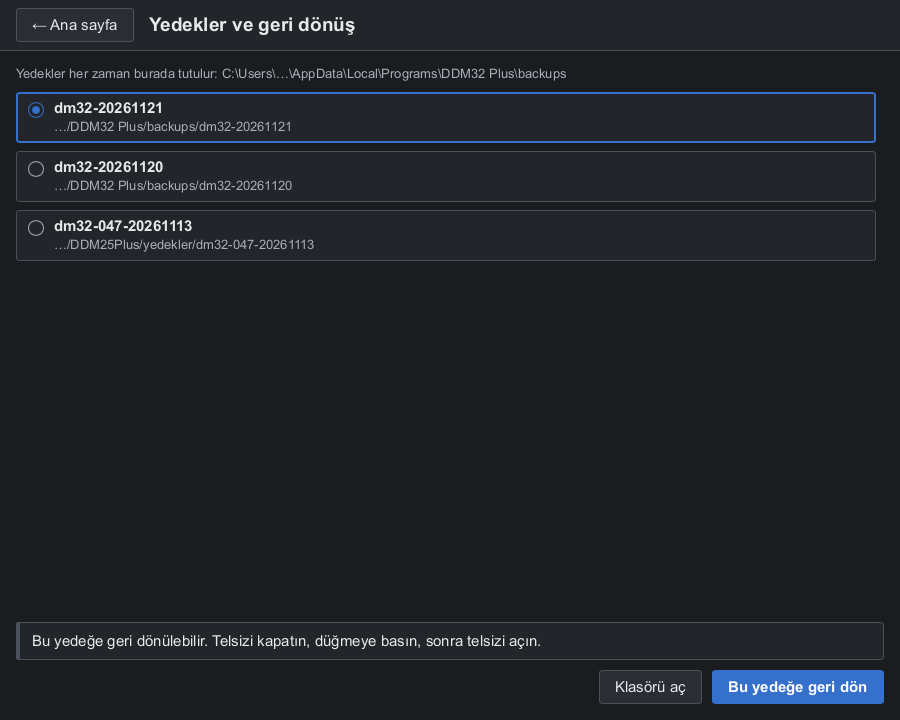 ← Ana sayfa
Yedekler ve geri dönüş
Yedekler her zaman burada tutulur: C:\Users\…\AppData\Local\Programs\DDM32 Plus\backups
dm32-20261121
…/DDM32 Plus/backups/dm32-20261121
dm32-20261120
…/DDM32 Plus/backups/dm32-20261120
dm32-047-20261113
…/DDM25Plus/yedekler/dm32-047-20261113
Bu yedeğe geri dönülebilir. Telsizi kapatın, düğmeye basın, sonra telsizi açın.
Klasörü aç
Bu yedeğe geri dön